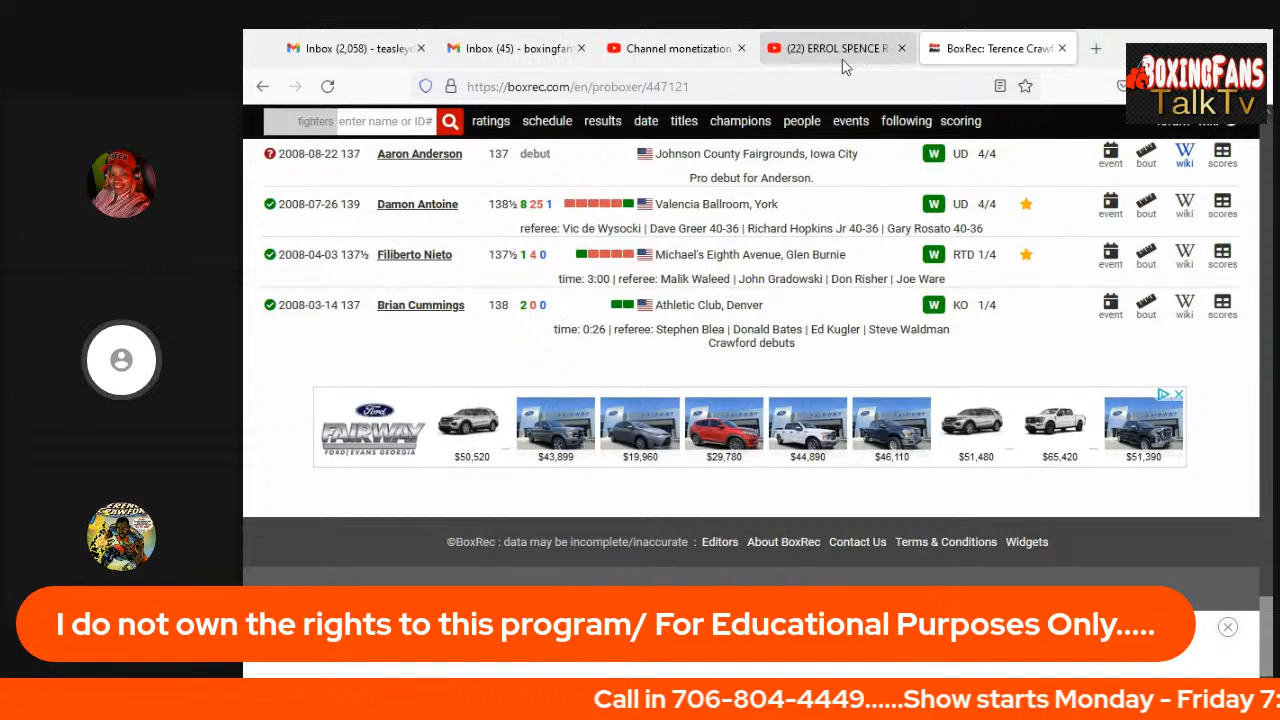 Inbox (2,058) - teasleyd
Inbox (45) - boxingfan
Channel monetization
(22) ERROL SPENCE R
BoxRec: Terence Crawf
https://boxrec.com/en/proboxer/447121
BOXINGFANS
TalkTv
fighters enter name or ID# ratings schedule results date titles champions people events following scoring
2008-08-22 137 Aaron Anderson 137 debut Johnson County Fairgrounds, Iowa City W UD 4/4 event bout wiki scores
Pro debut for Anderson.
2008-07-26 139 Damon Antoine 138½ 8 25 1 Valencia Ballroom, York W UD 4/4 event bout wiki scores
referee: Vic de Wysocki | Dave Greer 40-36 | Richard Hopkins Jr 40-36 | Gary Rosato 40-36
2008-04-03 137½ Filiberto Nieto 137½ 1 4 0 Michael's Eighth Avenue, Glen Burnie W RTD 1/4 event bout wiki scores
time: 3:00 | referee: Malik Waleed | John Gradowski | Don Risher | Joe Ware
2008-03-14 137 Brian Cummings 138 2 0 0 Athletic Club, Denver W KO 1/4 event bout wiki scores
time: 0:26 | referee: Stephen Blea | Donald Bates | Ed Kugler | Steve Waldman
Crawford debuts
Ford
FAIRWAY
FORD|EVANS GEORGIA
$50,520 $43,899 $19,960 $29,780 $44,890 $46,110 $51,480 $65,420 $51,390
©BoxRec : data may be incomplete/inaccurate : Editors About BoxRec Contact Us Terms & Conditions Widgets
I do not own the rights to this program/ For Educational Purposes Only.....
Call in 706-804-4449......Show starts Monday - Friday 7: